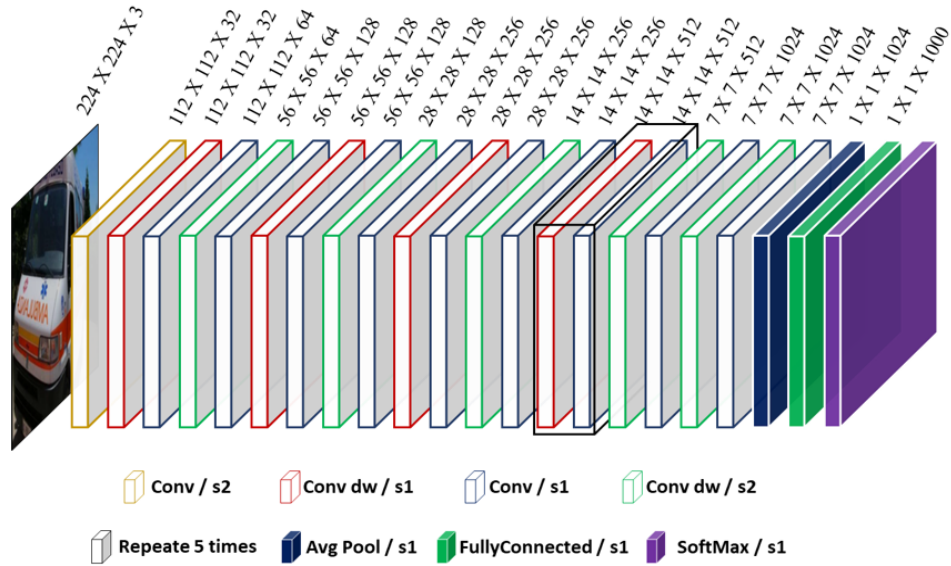 224 X 224 X 3
112 X 112 X 32
112 X 112 X 32
112 X 112 X 64
56 X 56 X 64
56 X 56 X 128
56 X 56 X 128
56 X 56 X 128
28 X 28 X 128
28 X 28 X 256
28 X 28 X 256
28 X 28 X 256
14 X 14 X 256
14 X 14 X 256
14 X 14 X 512
14 X 14 X 512
7 X 7 X 512
7 X 7 X 1024
7 X 7 X 1024
7 X 7 X 1024
1 X 1 X 1024
1 X 1 X 1000
Conv / s2 Conv dw / s1 Conv / s1 Conv dw / s2
Repeate 5 times Avg Pool / s1 FullyConnected / s1 SoftMax / s1